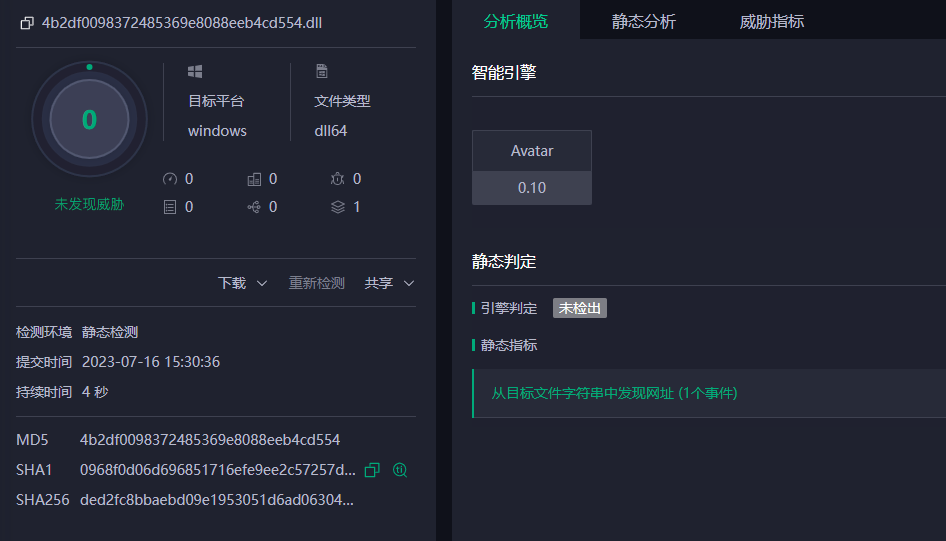 4b2df0098372485369e8088eeb4cd554.dll
0
未发现威胁
目标平台
windows
文件类型
dll64
0 0 0
0 0 1
下载 重新检测 共享
检测环境 静态检测
提交时间 2023-07-16 15:30:36
持续时间 4 秒
MD5 4b2df0098372485369e8088eeb4cd554
SHA1 0968f0d06d696851716efe9ee2c57257d...
SHA256 ded2fc8bbaebd09e1953051d6ad06304...
分析概览 静态分析 威胁指标
智能引擎
Avatar
0.10
静态判定
引擎判定 未检出
静态指标
从目标文件字符串中发现网址 (1个事件)